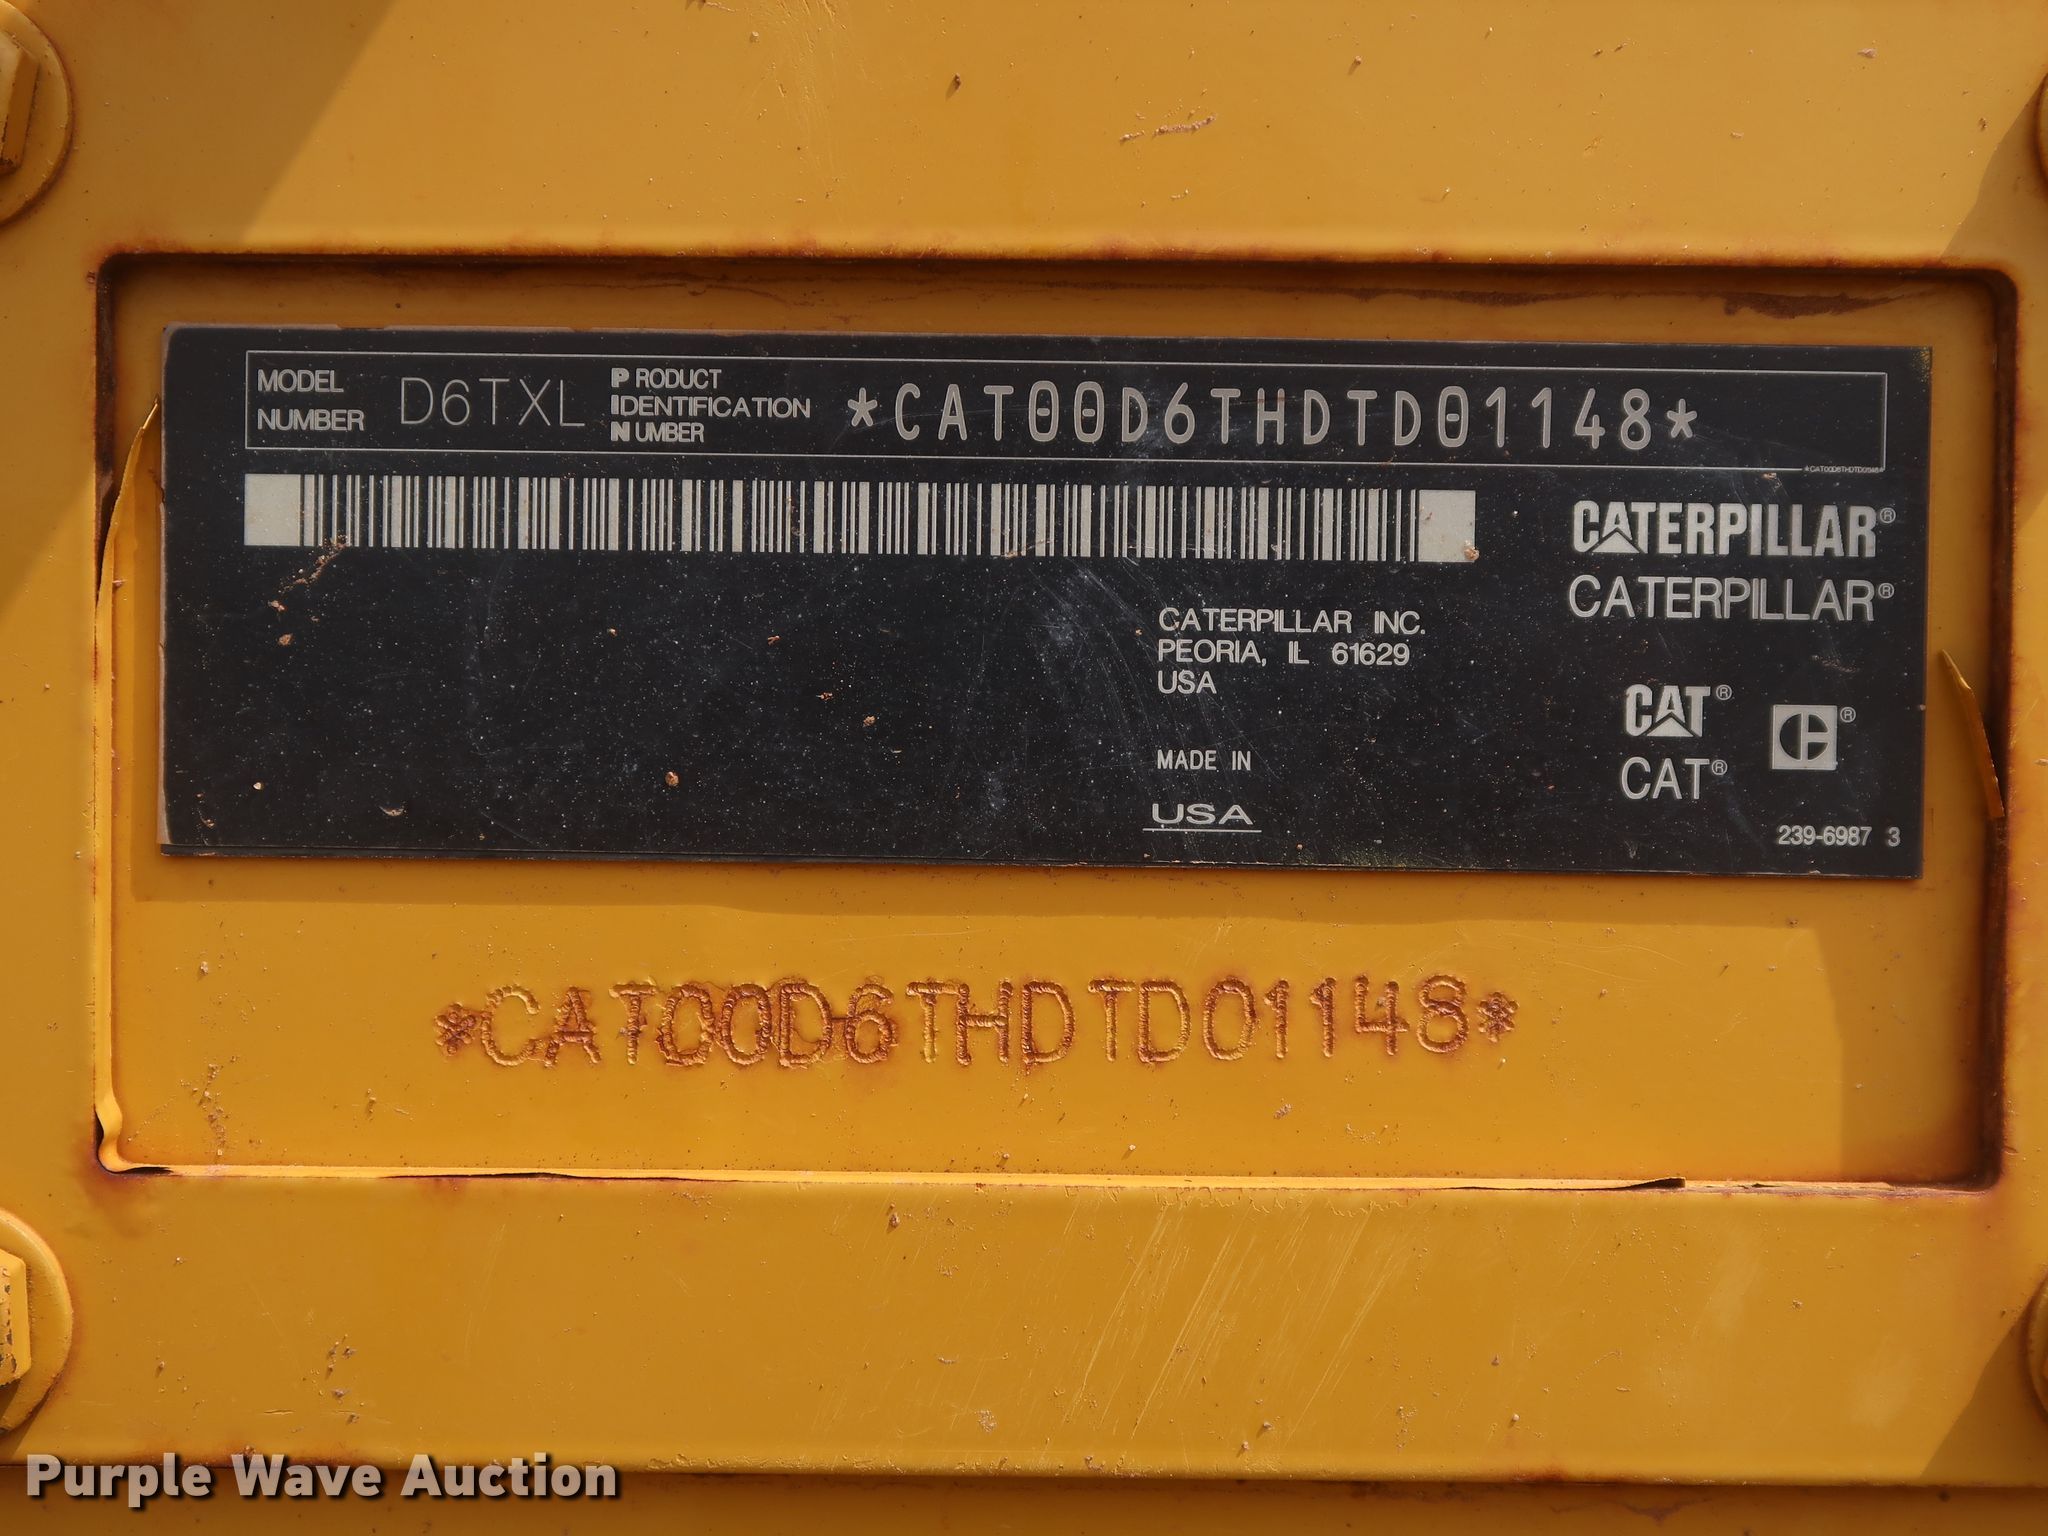 MODEL NUMBER D6TXL PRODUCT IDENTIFICATION NUMBER *CAT00D6THDTD01148*
*CAT00D6THDTD01148*
CATERPILLAR®
CATERPILLAR®
CATERPILLAR INC.
PEORIA, IL 61629
USA
CAT® C®
CAT®
MADE IN
USA
239-6987 3
*CAT00D6THDTD01148*
Purple Wave Auction